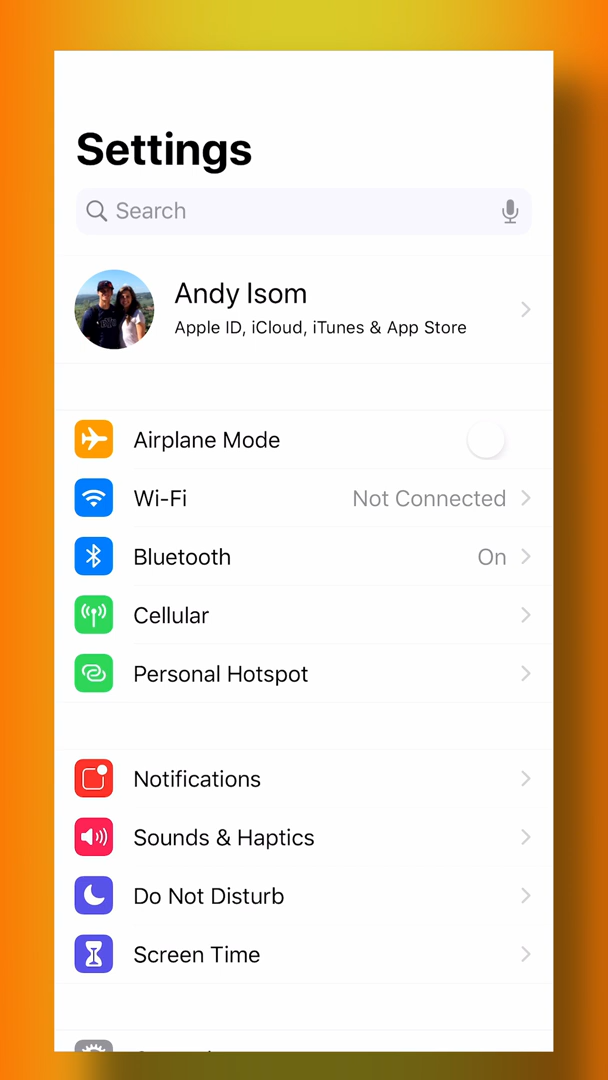 Settings
Search
Andy Isom
Apple ID, iCloud, iTunes & App Store
Airplane Mode
Wi-Fi Not Connected
Bluetooth On
Cellular
Personal Hotspot
Notifications
Sounds & Haptics
Do Not Disturb
Screen Time